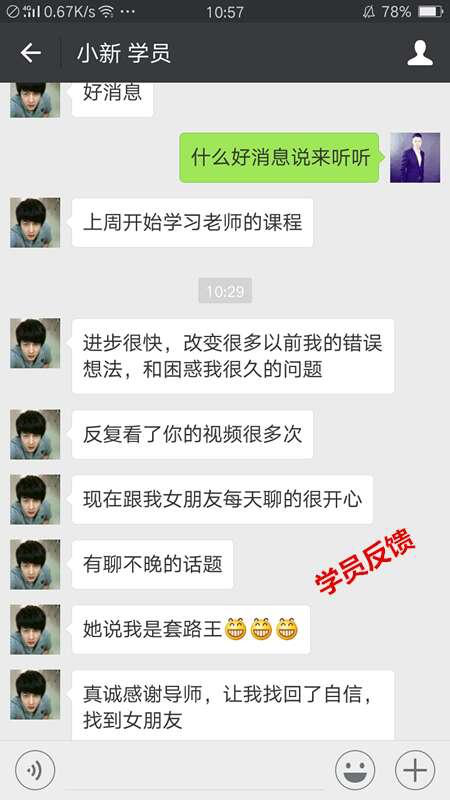 0.67K/s ... 10:57 78%
小新 学员
好消息
什么好消息说来听听
上周开始学习老师的课程
10:29
进步很快，改变很多以前我的错误
想法，和困惑我很久的问题
反复看了你的视频很多次
现在跟我女朋友每天聊的很开心
有聊不晚的话题
学员反馈
她说我是套路王😁😁😁
真诚感谢导师，让我找回了自信，
找到女朋友